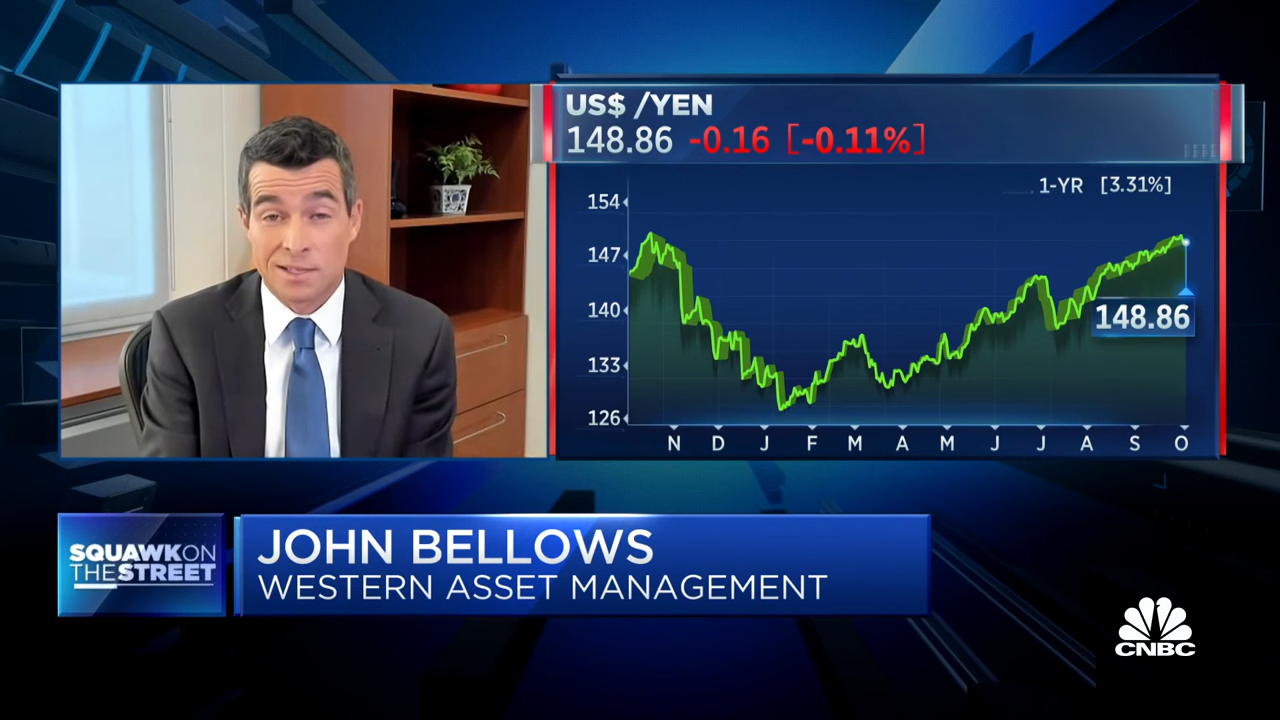 US$ /YEN
148.86 -0.16 [-0.11%]
1-YR [3.31%]
154
147
140
133
126
148.86
N D J F M A M J J A S O
SQUAWK ON
THE STREET
JOHN BELLOWS
WESTERN ASSET MANAGEMENT
CNBC